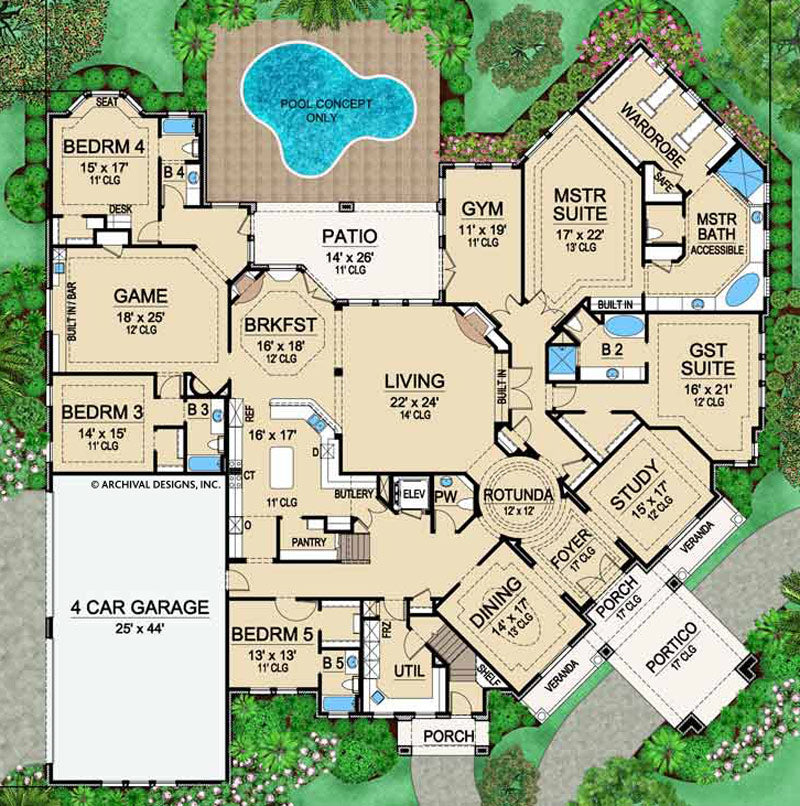 POOL CONCEPT
ONLY
SEAT
BEDRM 4
15' x 17'
11' CLG
B 4
DESK
WARDROBE
SAFE
GYM
11' x 19'
11' CLG
MSTR
SUITE
17' x 22'
13' CLG
MSTR
BATH
ACCESSIBLE
PATIO
14' x 26'
11' CLG
BUILT IN / BAR
GAME
18' x 25'
12' CLG
BRKFST
16' x 18'
12' CLG
BUILT IN
B 2
GST
SUITE
16' x 21'
12' CLG
LIVING
22' x 24'
14' CLG
BUILT IN
BEDRM 3
14' x 15'
11' CLG
B 3
REF
16' x 17'
CT
D
11' CLG
O
BUTLERY
ELEV
PW
PANTRY
ROTUNDA
12' x 12'
STUDY
15' x 17'
12' CLG
© ARCHIVAL DESIGNS, INC.
FOYER
17' CLG
VERANDA
4 CAR GARAGE
25' x 44'
DINING
14' x 17'
13' CLG
PORCH
17' CLG
PORTICO
17' CLG
BEDRM 5
13' x 13'
11' CLG
B 5
FRZ
UTIL
SHELF
VERANDA
PORCH